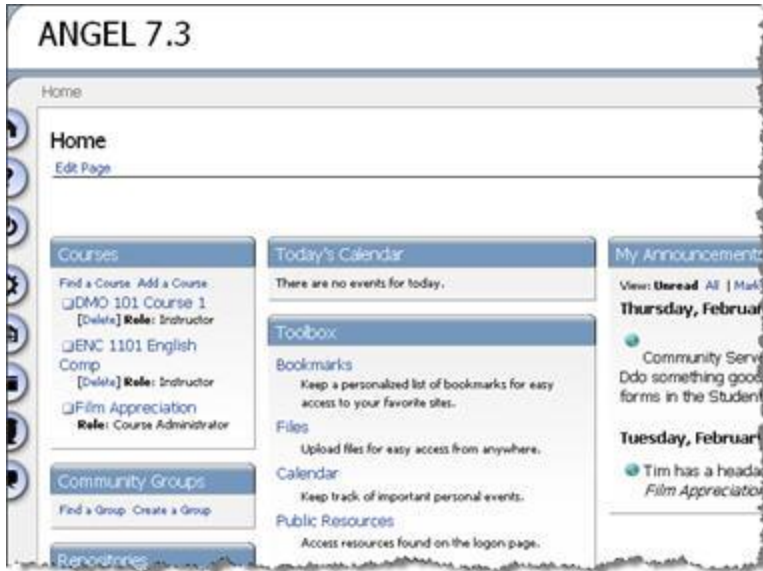 ANGEL 7.3
Home
Home
Edit Page
Courses
Find a Course Add a Course
DMO 101 Course 1
[Delete] Role: Instructor
ENC 1101 English
Comp
[Delete] Role: Instructor
Film Appreciation
Role: Course Administrator
Community Groups
Find a Group Create a Group
Repositories
Today's Calendar
There are no events for today.
Toolbox
Bookmarks
Keep a personalized list of bookmarks for easy
access to your favorite sites.
Files
Upload files for easy access from anywhere.
Calendar
Keep track of important personal events.
Public Resources
Access resources found on the logon page.
My Announcements
View: Unread All | Mark
Thursday, Februar
Community Serv
Ddo something good
forms in the Student
Tuesday, Februar
Tim has a heada
Film Appreciatio